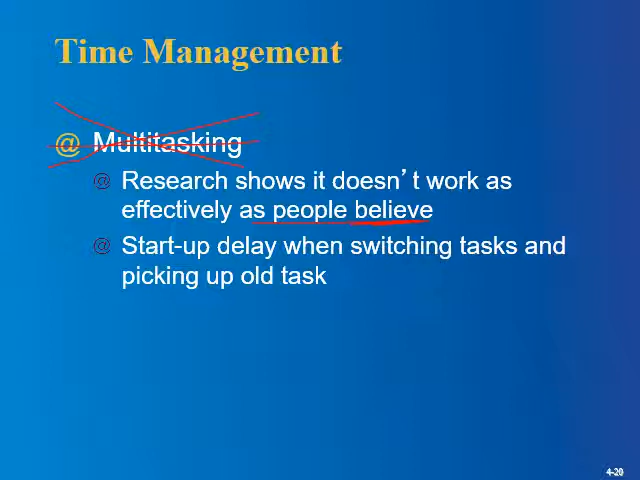 Time Management
@ Multitasking
@ Research shows it doesn’t work as
effectively as people believe
@ Start-up delay when switching tasks and
picking up old task
4-20